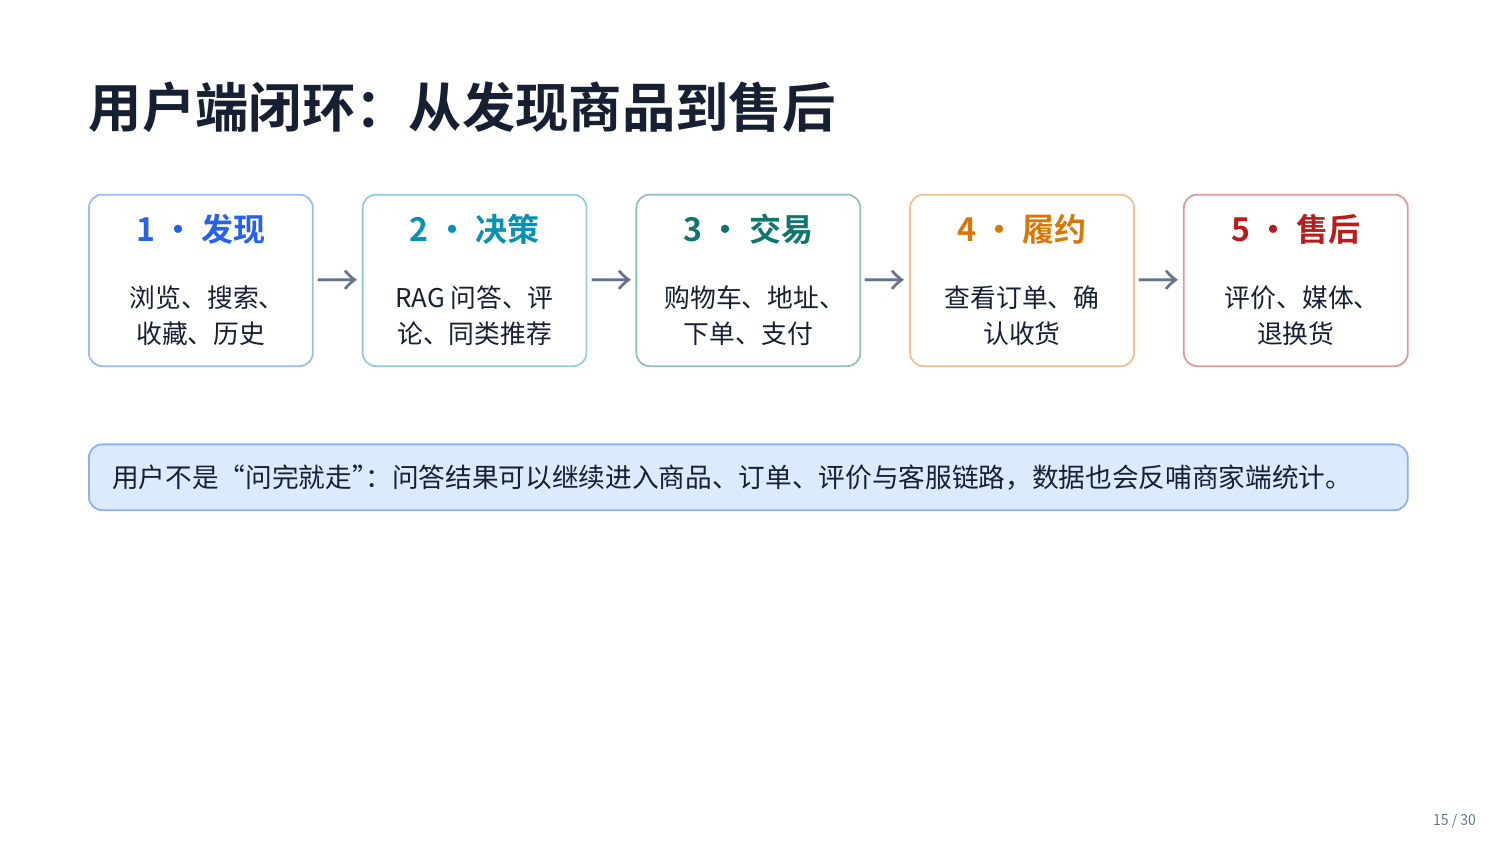 用户端闭环：从发现商品到售后
1 · 发现
浏览、搜索、
收藏、历史
→
2 · 决策
RAG 问答、评
论、同类推荐
→
3 · 交易
购物车、地址、
下单、支付
→
4 · 履约
查看订单、确
认收货
→
5 · 售后
评价、媒体、
退换货
用户不是“问完就走”：问答结果可以继续进入商品、订单、评价与客服链路，数据也会反哺商家端统计。
15 / 30